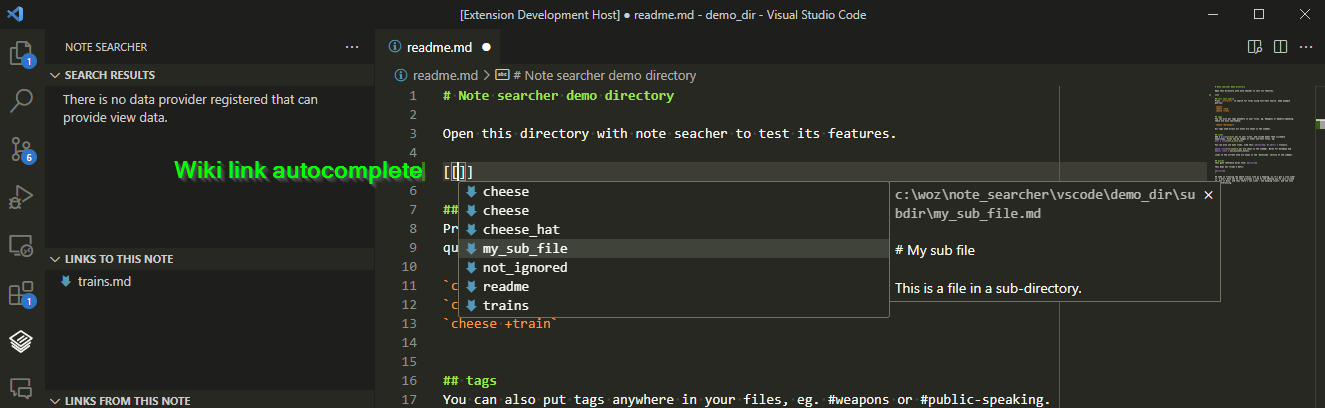 [Extension Development Host] ● readme.md - demo_dir - Visual Studio Code
NOTE SEARCHER
SEARCH RESULTS
There is no data provider registered that can
provide view data.
LINKS TO THIS NOTE
trains.md
LINKS FROM THIS NOTE
1
6
1
Wiki link autocomplete
readme.md ●
readme.md > # Note searcher demo directory
1 # Note searcher demo directory
2
3 Open this directory with note seacher to test its features.
4
[[]]
6
7 ##
8 Pr
9 qu
10
11 `c
12 `c
13 `cheese +train`
14
15
16 ## tags
17 You can also put tags anywhere in your files, eg. #weapons or #public-speaking.
cheese
cheese
cheese_hat
my_sub_file
not_ignored
readme
trains
c:\woz\note_searcher\vscode\demo_dir\su
bdir\my_sub_file.md
# My sub file
This is a file in a sub-directory.